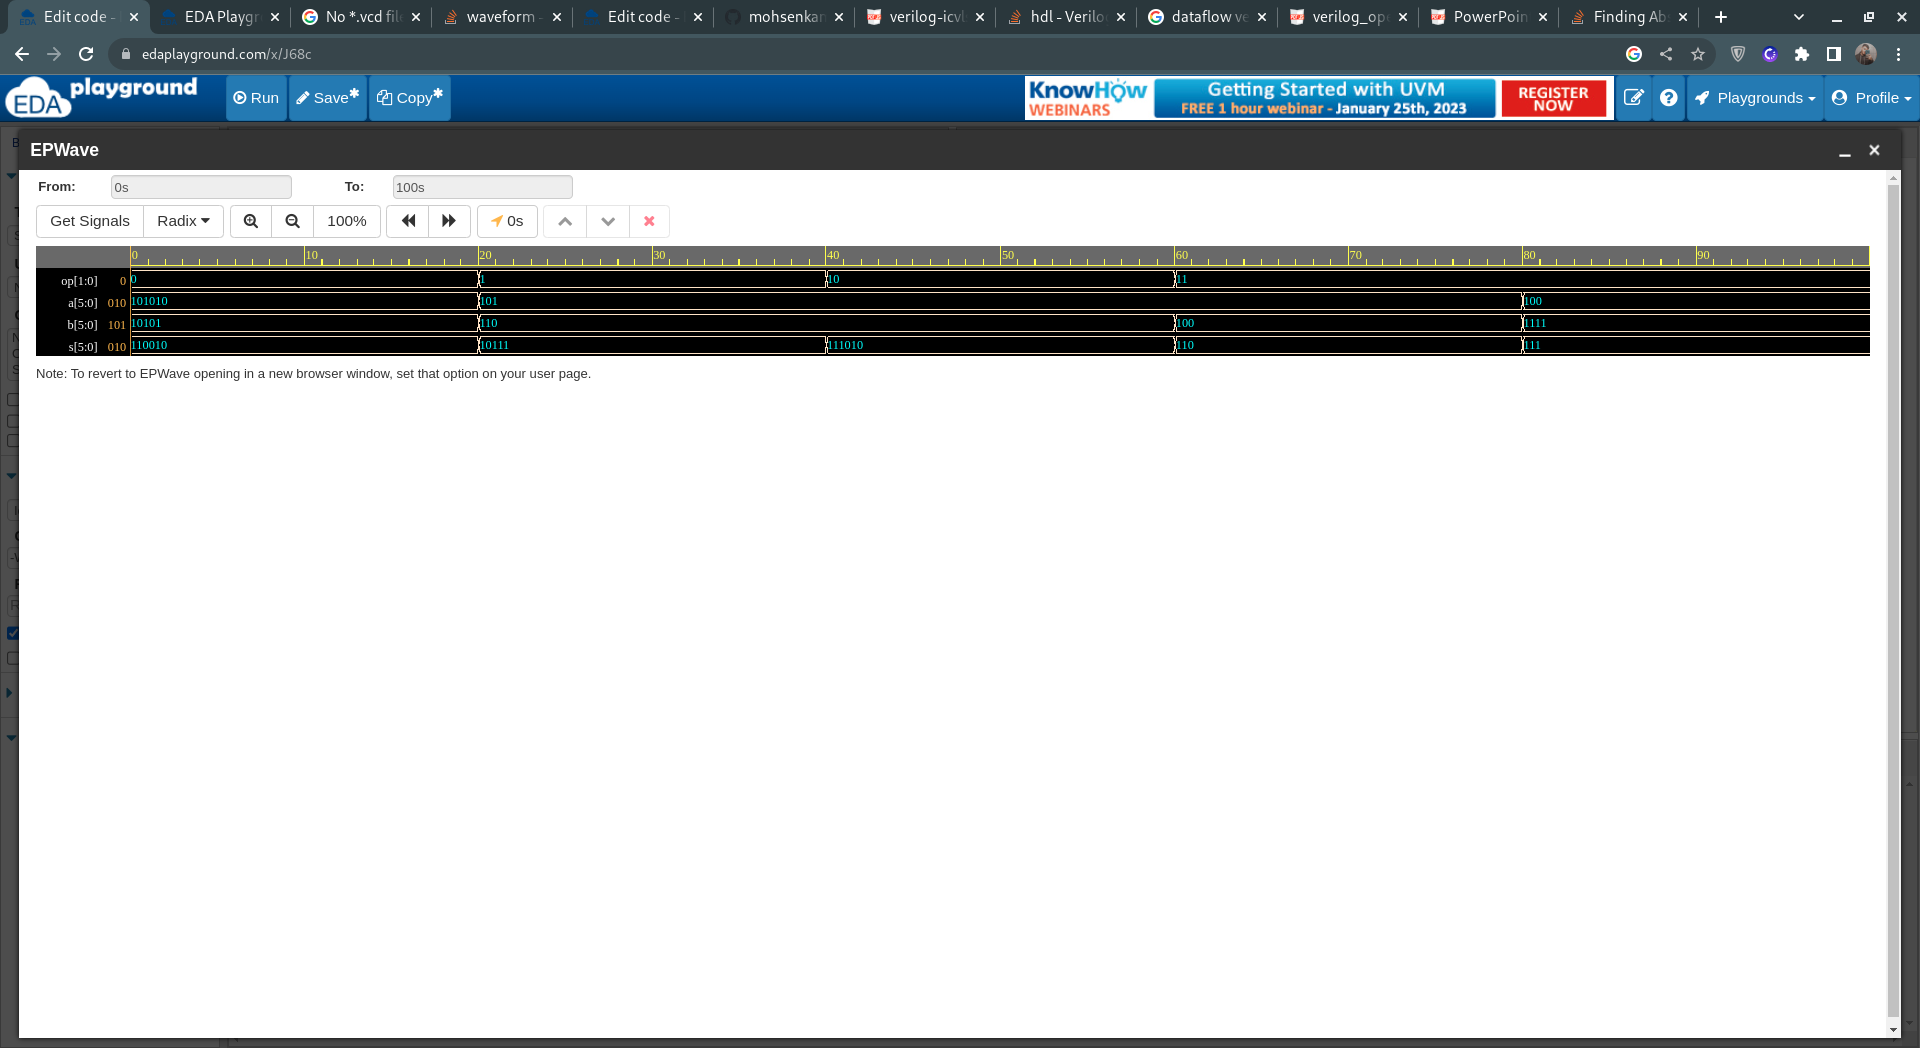 Edit code - EDA Playgr No *.vcd fil waveform - Edit code - mohsenkar verilog-icvl hdl - Verilo dataflow ve verilog_ope PowerPoin Finding Ab
edaplayground.com/x/J68c
EDA playground Run Save* Copy* KnowHow WEBINARS Getting Started with UVM FREE 1 hour webinar - January 25th, 2023 REGISTER NOW Playgrounds Profile
EPWave
From: 0s To: 100s
Get Signals Radix 100% 0s
0 10 20 30 40 50 60 70 80 90
op[1:0] 0 0 1 10 11
a[5:0] 010 101010 101 100
b[5:0] 101 10101 110 100 1111
s[5:0] 010 110010 10111 111010 110 111
Note: To revert to EPWave opening in a new browser window, set that option on your user page.